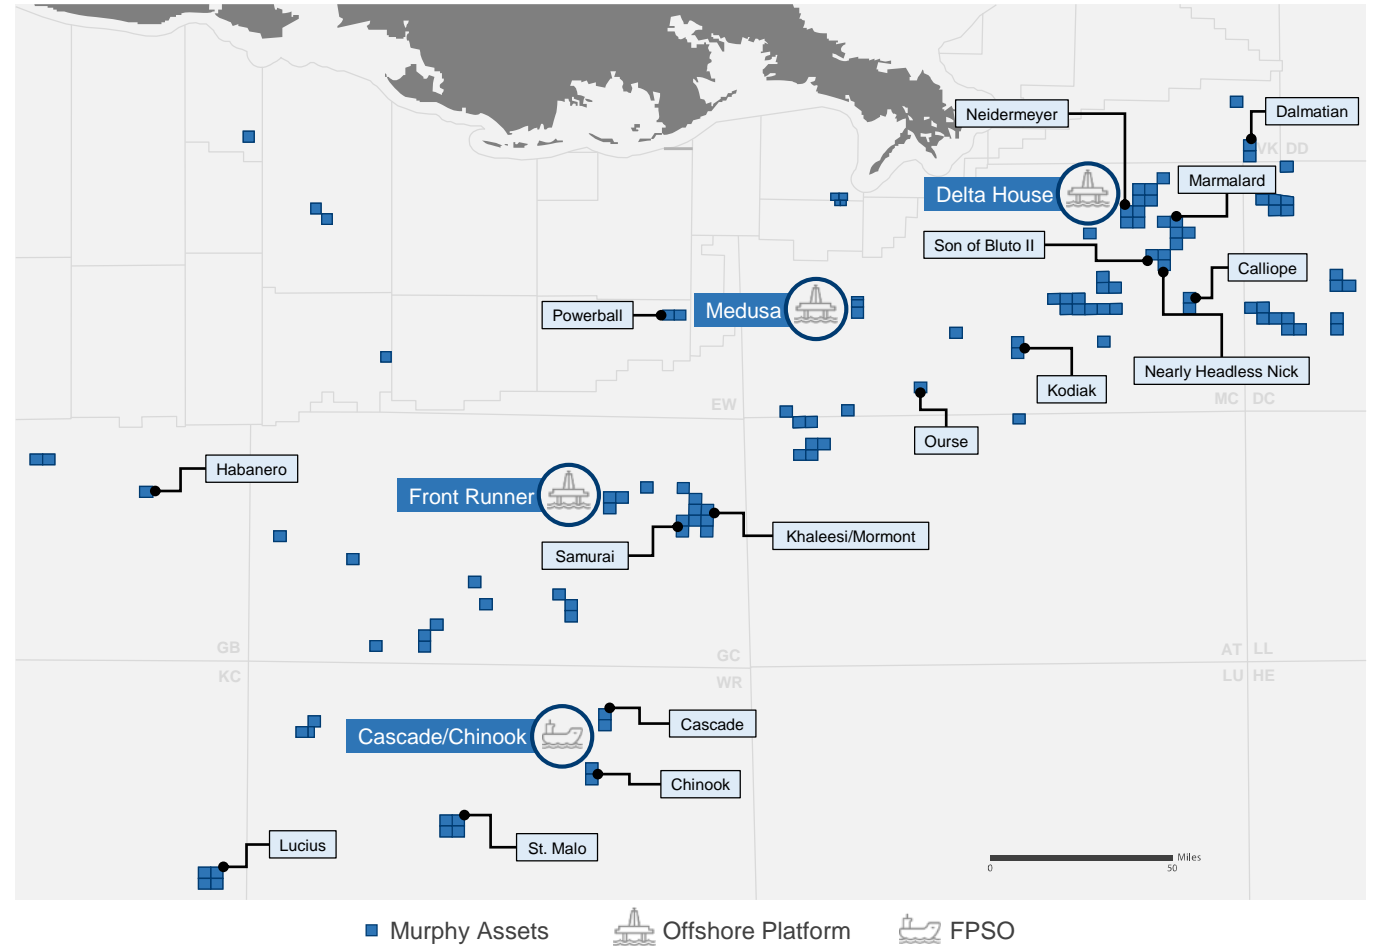 Neidermeyer
Dalmatian
VK DD
Marmalard
Delta House
Son of Bluto II
Calliope
Powerball
Medusa
Nearly Headless Nick
Kodiak
MC DC
EW
Ourse
Habanero
Front Runner
Khaleesi/Mormont
Samurai
GB
GC
AT LL
KC
WR
LU HE
Cascade/Chinook
Cascade
Chinook
Lucius
St. Malo
Miles
0 50
Murphy Assets Offshore Platform FPSO